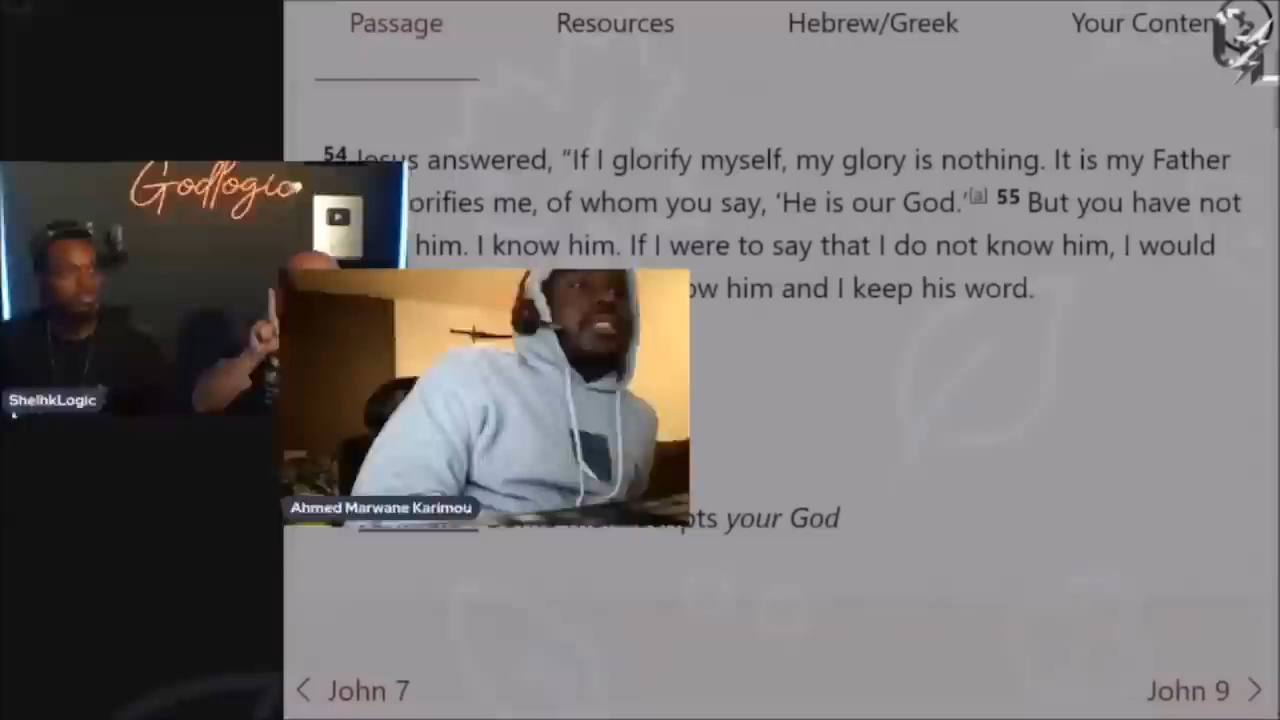 Passage Resources Hebrew/Greek Your Conten
54 Jesus answered, “If I glorify myself, my glory is nothing. It is my Father
orifies me, of whom you say, ‘He is our God.’[a] 55 But you have not
him. I know him. If I were to say that I do not know him, I would
ow him and I keep his word.
Godlogic
ShelhkLogic
Ahmed Marwane Karimou
your God
< John 7
John 9 >